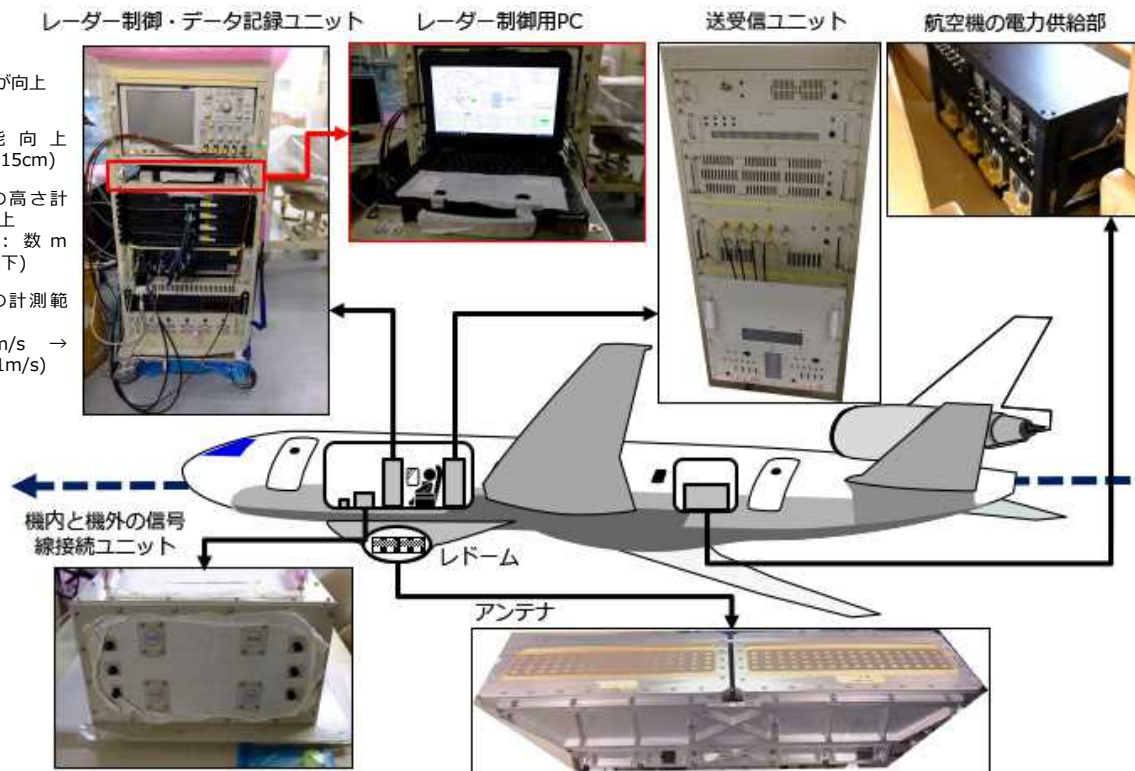 レーダー制御・データ記録ユニット
レーダー制御用PC
送受信ユニット
航空機の電力供給部
が向上
能 向 上
15cm)
の高さ計
上
: 数 m
下)
の計測範
m/s →
1m/s)
機内と機外の信号
線接続ユニット
レドーム
アンテナ